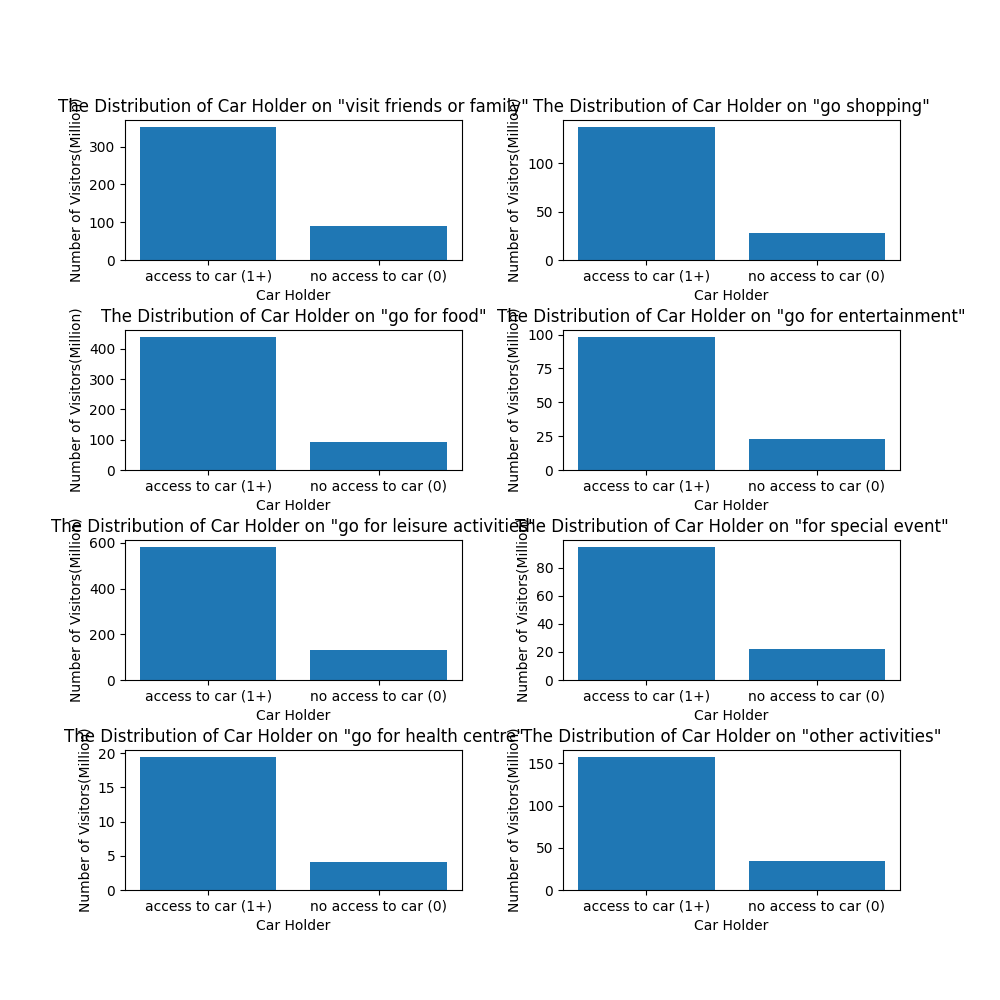 The Distribution of Car Holder on "visit friends or family"
Number of Visitors(Million)
300
200
100
0
access to car (1+)
no access to car (0)
Car Holder
The Distribution of Car Holder on "go shopping"
Number of Visitors(Million)
100
50
0
access to car (1+)
no access to car (0)
Car Holder
The Distribution of Car Holder on "go for food"
Number of Visitors(Million)
400
300
200
100
0
access to car (1+)
no access to car (0)
Car Holder
The Distribution of Car Holder on "go for entertainment"
Number of Visitors(Million)
100
75
50
25
0
access to car (1+)
no access to car (0)
Car Holder
The Distribution of Car Holder on "go for leisure activities"
Number of Visitors(Million)
600
400
200
0
access to car (1+)
no access to car (0)
Car Holder
The Distribution of Car Holder on "for special event"
Number of Visitors(Million)
80
60
40
20
0
access to car (1+)
no access to car (0)
Car Holder
The Distribution of Car Holder on "go for health centre"
Number of Visitors(Million)
20
15
10
5
0
access to car (1+)
no access to car (0)
Car Holder
The Distribution of Car Holder on "other activities"
Number of Visitors(Million)
150
100
50
0
access to car (1+)
no access to car (0)
Car Holder